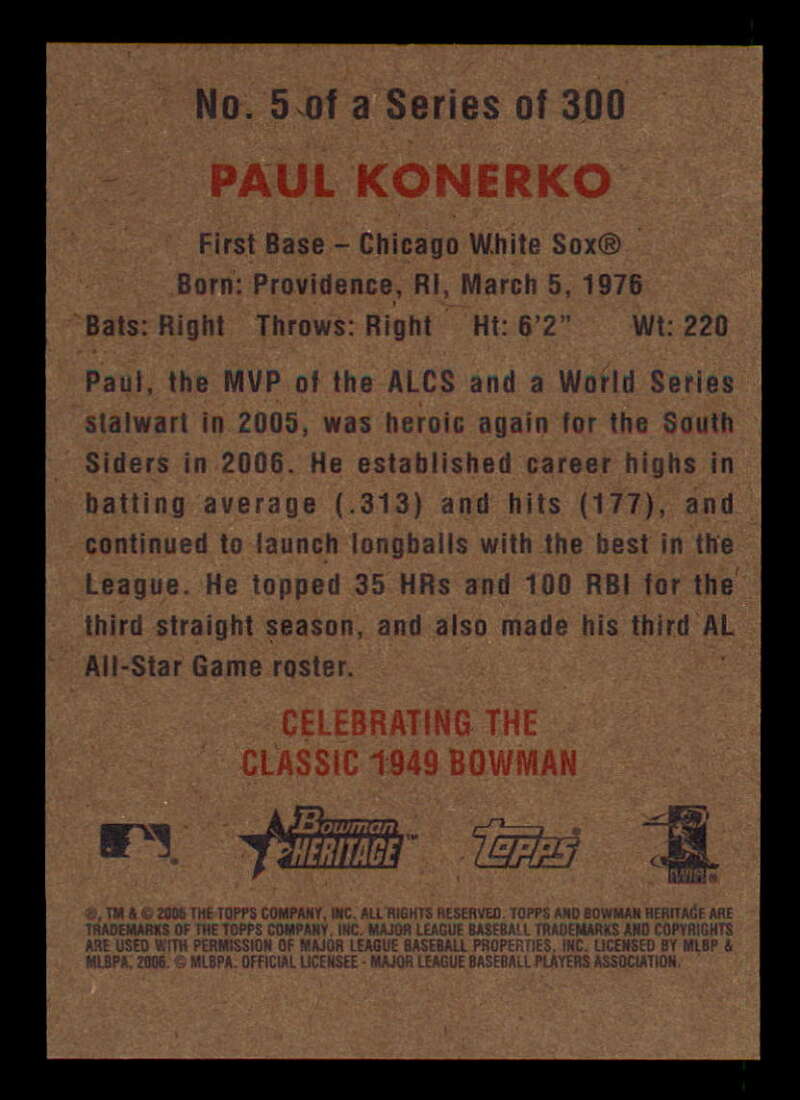 No. 5 of a Series of 300
PAUL KONERKO
First Base – Chicago White Sox®
Born: Providence, RI, March 5, 1976
Bats: Right Throws: Right Ht: 6'2" Wt: 220
Paul, the MVP of the ALCS and a World Series
stalwart in 2005, was heroic again for the South
Siders in 2006. He established career highs in
batting average (.313) and hits (177), and
continued to launch longballs with the best in the
League. He topped 35 HRs and 100 RBI for the
third straight season, and also made his third AL
All-Star Game roster.
CELEBRATING THE
CLASSIC 1949 BOWMAN
Bowman
HERITAGE™
Topps®
®, TM & © 2006 THE TOPPS COMPANY, INC. ALL RIGHTS RESERVED. TOPPS AND BOWMAN HERITAGE ARE
TRADEMARKS OF THE TOPPS COMPANY, INC. MAJOR LEAGUE BASEBALL TRADEMARKS AND COPYRIGHTS
ARE USED WITH PERMISSION OF MAJOR LEAGUE BASEBALL PROPERTIES, INC. LICENSED BY MLBP &
MLBPA, 2006. © MLBPA. OFFICIAL LICENSEE - MAJOR LEAGUE BASEBALL PLAYERS ASSOCIATION.